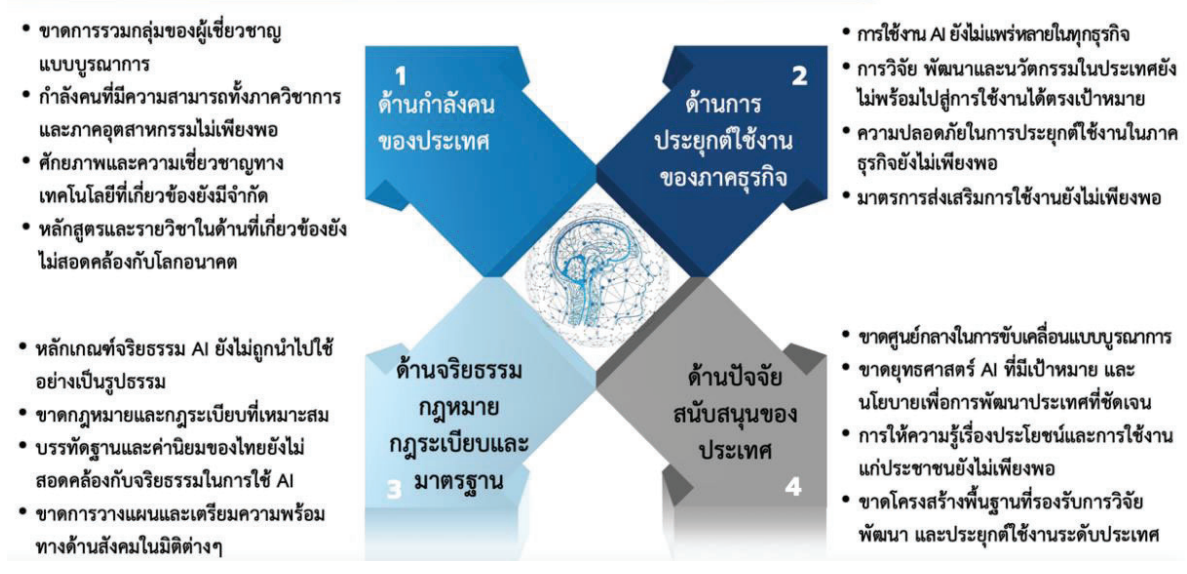 • ขาดการรวมกลุ่มของผู้เชี่ยวชาญ
แบบบูรณาการ
• กำลังคนที่มีความสามารถทั้งภาควิชาการ
และภาคอุตสาหกรรมไม่เพียงพอ
• ศักยภาพและความเชี่ยวชาญทาง
เทคโนโลยีที่เกี่ยวข้องยังมีจำกัด
• หลักสูตรและรายวิชาในด้านที่เกี่ยวข้องยัง
ไม่สอดคล้องกับโลกอนาคต
1
ด้านกำลังคน
ของประเทศ
2
ด้านการ
ประยุกต์ใช้งาน
ของภาคธุรกิจ
• การใช้งาน AI ยังไม่แพร่หลายในทุกธุรกิจ
• การวิจัย พัฒนาและนวัตกรรมในประเทศยัง
ไม่พร้อมไปสู่การใช้งานได้ตรงเป้าหมาย
• ความปลอดภัยในการประยุกต์ใช้งานในภาค
ธุรกิจยังไม่เพียงพอ
• มาตรการส่งเสริมการใช้งานยังไม่เพียงพอ
• หลักเกณฑ์จริยธรรม AI ยังไม่ถูกนำไปใช้
อย่างเป็นรูปธรรม
• ขาดกฎหมายและกฎระเบียบที่เหมาะสม
• บรรทัดฐานและค่านิยมของไทยยังไม่
สอดคล้องกับจริยธรรมในการใช้ AI
• ขาดการวางแผนและเตรียมความพร้อม
ทางด้านสังคมในมิติต่างๆ
ด้านจริยธรรม
กฎหมาย
กฎระเบียบและ
มาตรฐาน
3
ด้านปัจจัย
สนับสนุนของ
ประเทศ
4
• ขาดศูนย์กลางในการขับเคลื่อนแบบบูรณาการ
• ขาดยุทธศาสตร์ AI ที่มีเป้าหมาย และ
นโยบายเพื่อการพัฒนาประเทศที่ชัดเจน
• การให้ความรู้เรื่องประโยชน์และการใช้งาน
แก่ประชาชนยังไม่เพียงพอ
• ขาดโครงสร้างพื้นฐานที่รองรับการวิจัย
พัฒนา และประยุกต์ใช้งานระดับประเทศ